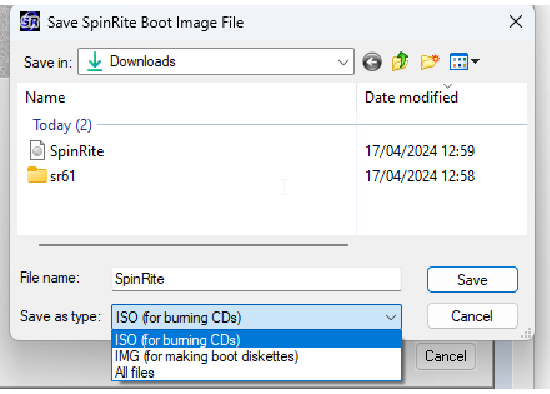 SR Save SpinRite Boot Image File
Save in: Downloads
Name Date modified
Today (2)
SpinRite 17/04/2024 12:59
sr61 17/04/2024 12:58
File name: SpinRite Save
Save as type: ISO (for burning CDs) Cancel
ISO (for burning CDs)
IMG (for making boot diskettes) Cancel
All files